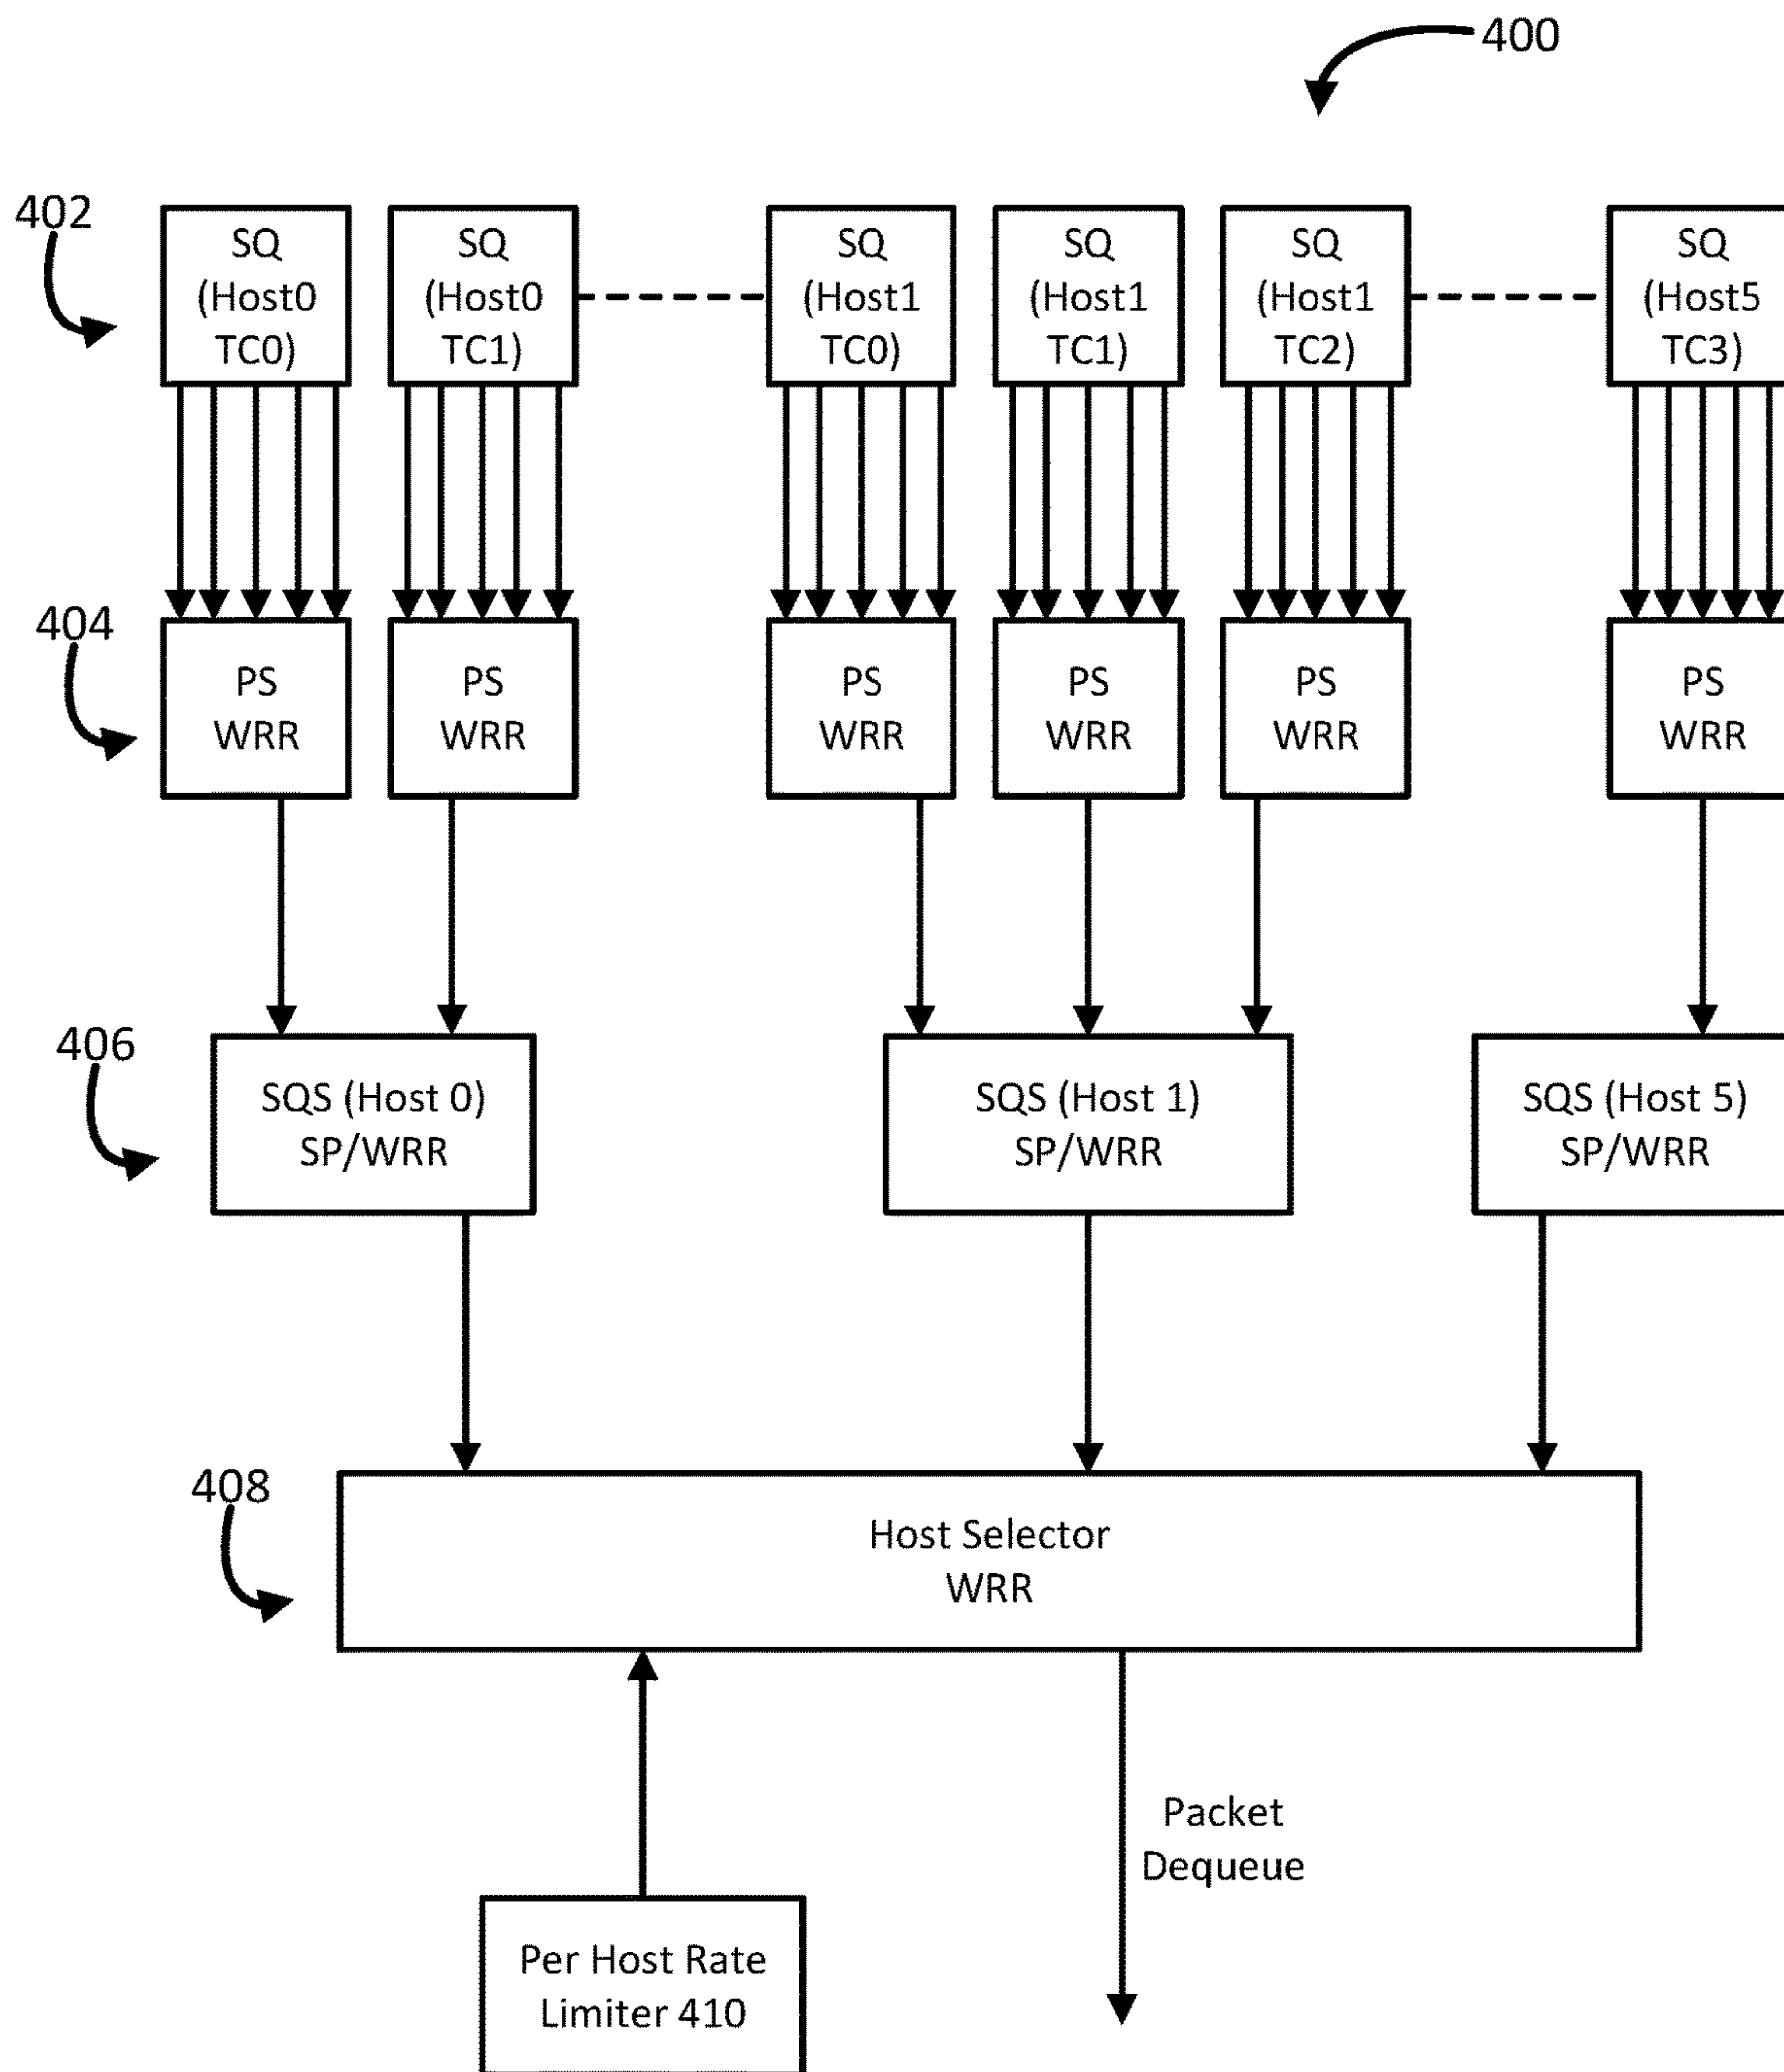 400
402
SQ
(Host0
TC0)
SQ
(Host0
TC1)
SQ
(Host1
TC0)
SQ
(Host1
TC1)
SQ
(Host1
TC2)
SQ
(Host5
TC3)
404
PS
WRR
PS
WRR
PS
WRR
PS
WRR
PS
WRR
PS
WRR
406
SQS (Host 0)
SP/WRR
SQS (Host 1)
SP/WRR
SQS (Host 5)
SP/WRR
408
Host Selector
WRR
Packet
Dequeue
Per Host Rate
Limiter 410